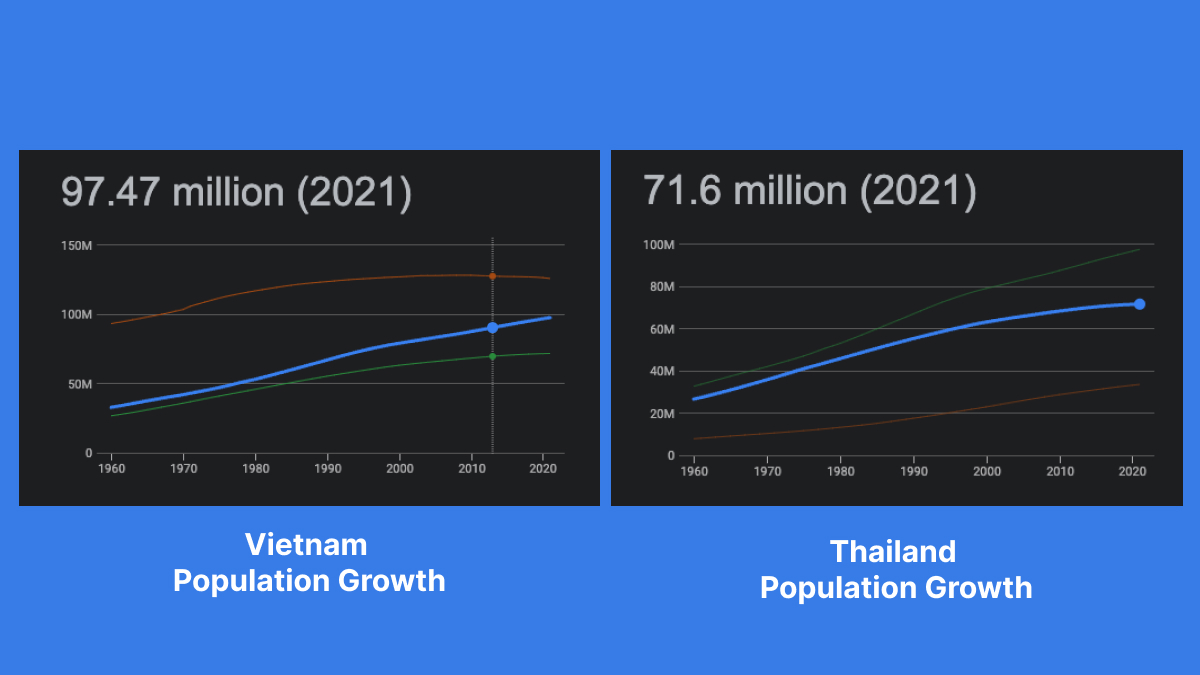 97.47 million (2021)
150M
100M
50M
0
1960 1970 1980 1990 2000 2010 2020
Vietnam
Population Growth
71.6 million (2021)
100M
80M
60M
40M
20M
0
1960 1970 1980 1990 2000 2010 2020
Thailand
Population Growth